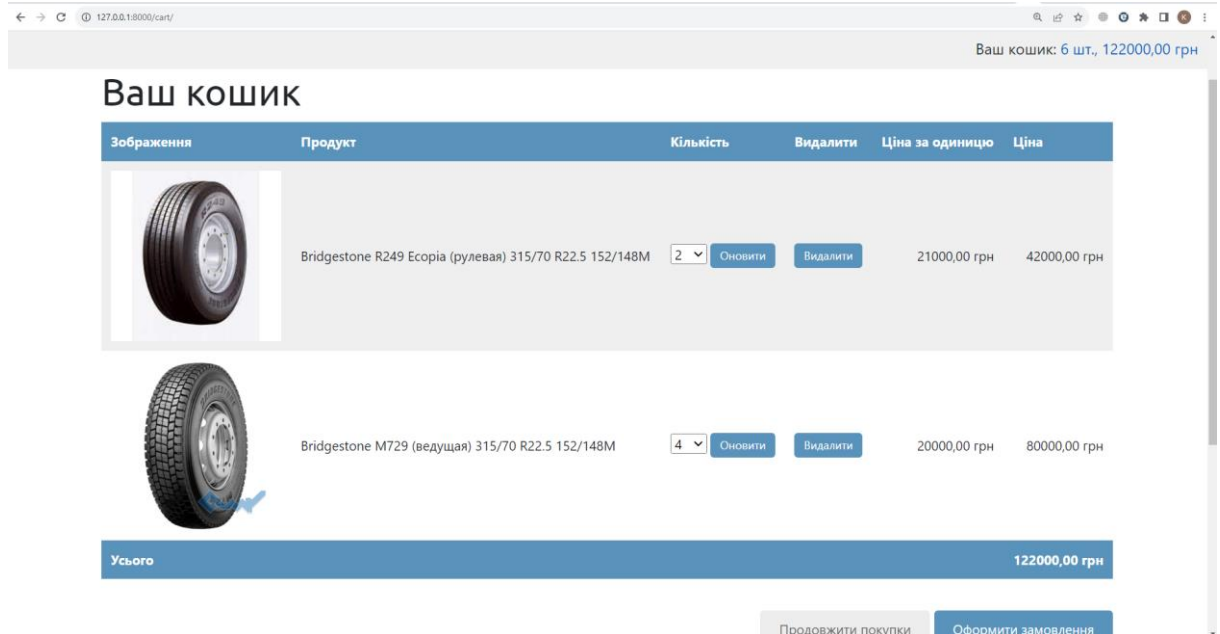 127.0.0.1:8000/cart/
Ваш кошик: 6 шт., 122000,00 грн
Ваш кошик
Зображення Продукт Кількість Видалити Ціна за одиницю Ціна
R249
Bridgestone R249 Ecopia (рулевая) 315/70 R22.5 152/148M 2 Оновити Видалити 21000,00 грн 42000,00 грн
Bridgestone M729 (ведущая) 315/70 R22.5 152/148M 4 Оновити Видалити 20000,00 грн 80000,00 грн
Усього 122000,00 грн
Продовжити покупки Оформити замовлення